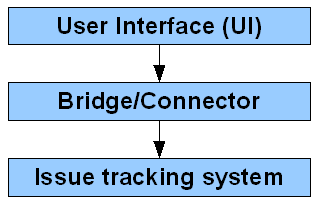 User Interface (UI)
Bridge/Connector
Issue tracking system